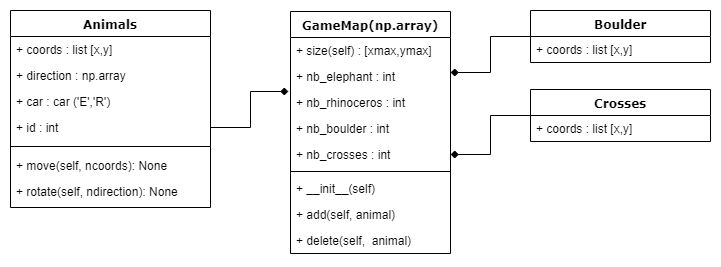 Animals
+ coords : list [x,y]
+ direction : np.array
+ car : car ('E','R')
+ id : int
+ move(self, ncoords): None
+ rotate(self, ndirection): None
GameMap(np.array)
+ size(self) : [xmax,ymax]
+ nb_elephant : int
+ nb_rhinoceros : int
+ nb_boulder : int
+ nb_crosses : int
+ __init__(self)
+ add(self, animal)
+ delete(self,  animal)
Boulder
+ coords : list [x,y]
Crosses
+ coords : list [x,y]